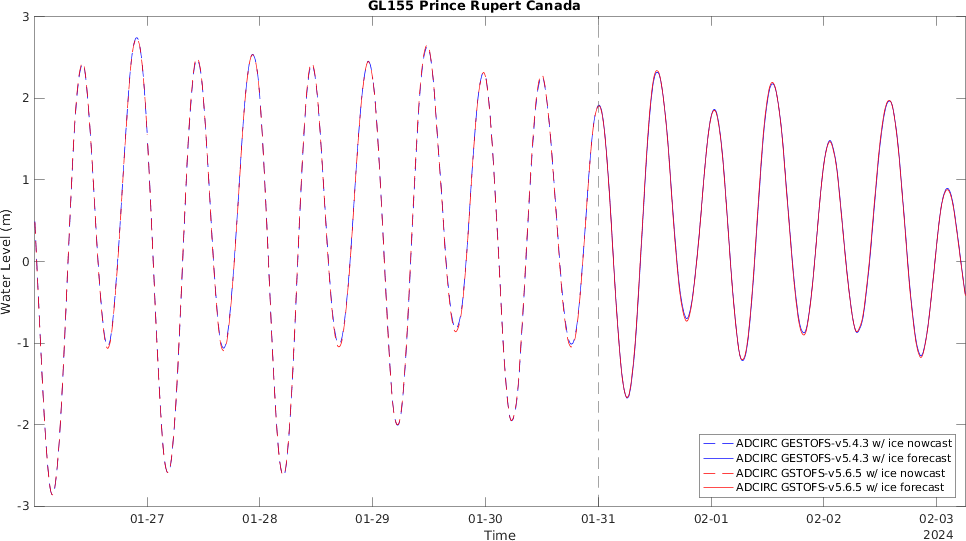 GL155 Prince Rupert Canada
3
2
1
0
-1
-2
-3
Water Level (m)
ADCIRC GESTOFS-v5.4.3 w/ ice nowcast
ADCIRC GESTOFS-v5.4.3 w/ ice forecast
ADCIRC GSTOFS-v5.6.5 w/ ice nowcast
ADCIRC GSTOFS-v5.6.5 w/ ice forecast
01-27 01-28 01-29 01-30 01-31 02-01 02-02 02-03
Time 2024